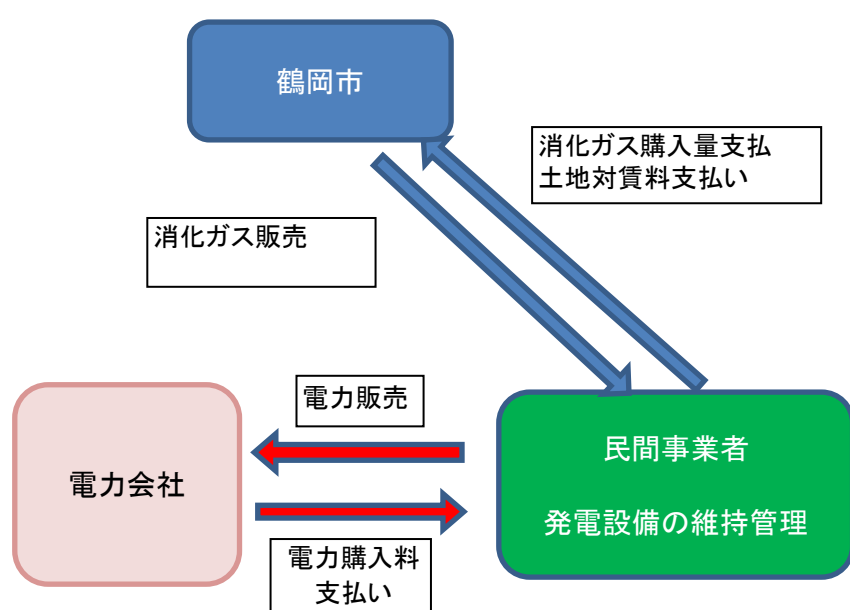 鶴岡市
消化ガス購入量支払
土地対賃料支払い
消化ガス販売
電力販売
電力会社
民間事業者
発電設備の維持管理
電力購入料
支払い